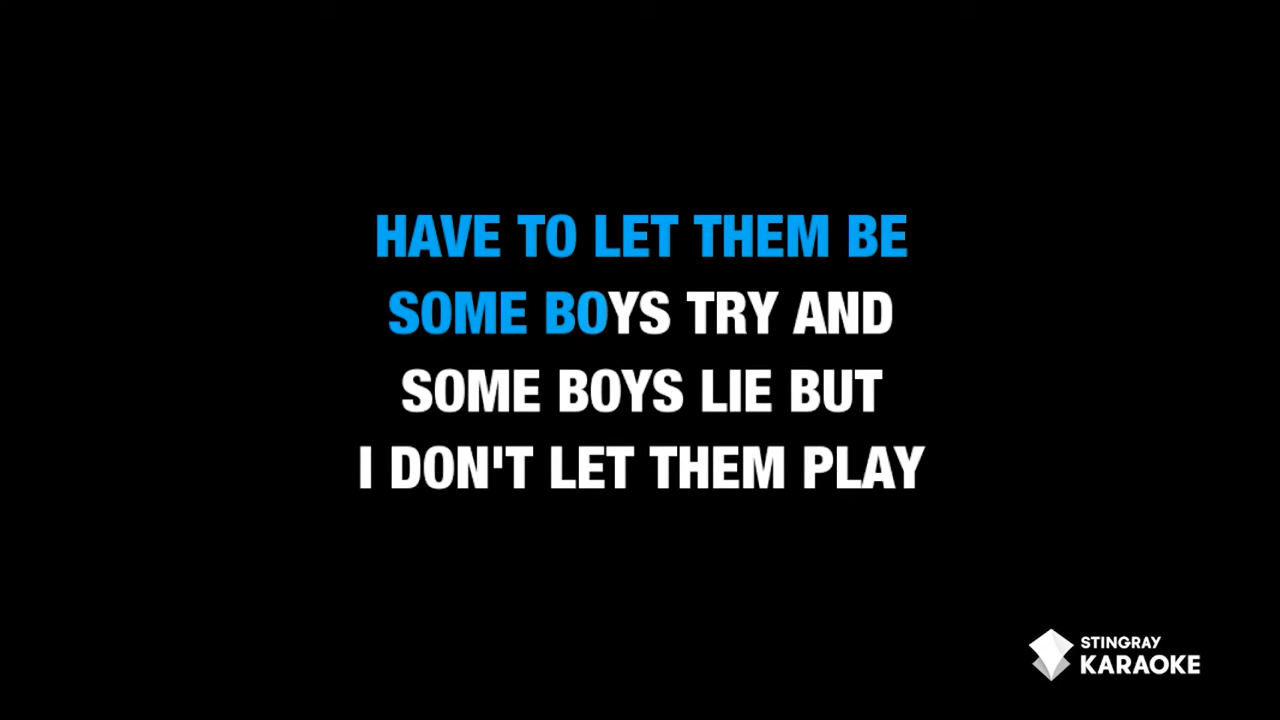 HAVE TO LET THEM BE
SOME BOYS TRY AND
SOME BOYS LIE BUT
I DON'T LET THEM PLAY
STINGRAY
KARAOKE